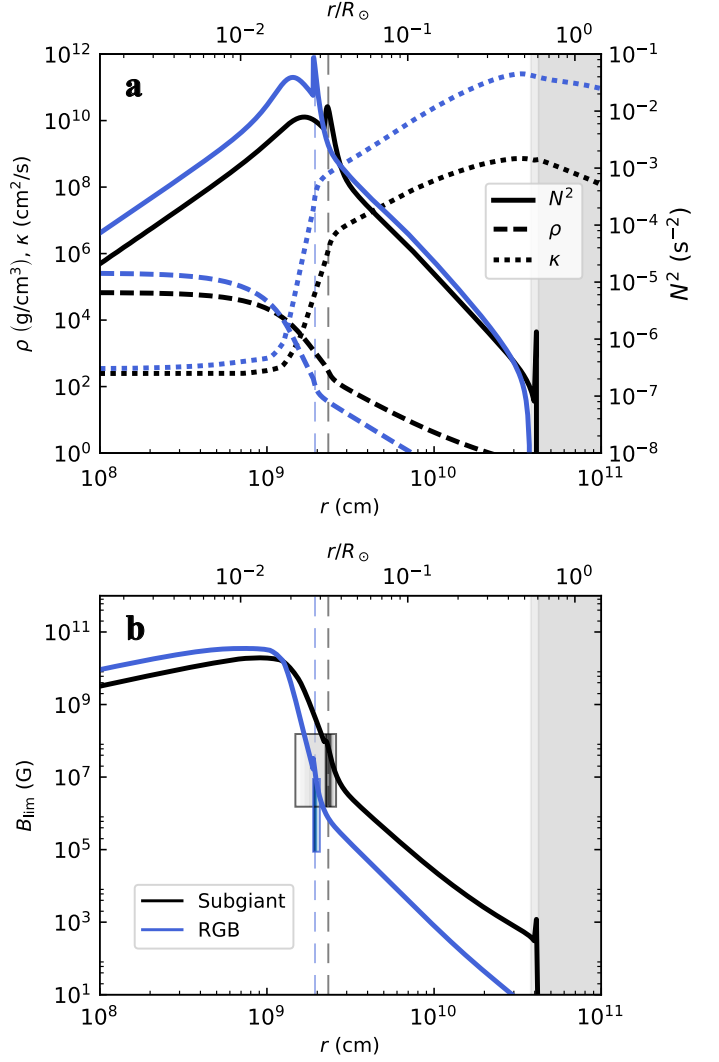 r/R⊙
10⁻² 10⁻¹ 10⁰
a
10¹² 10¹⁰ 10⁸ 10⁶ 10⁴ 10² 10⁰
ρ (g/cm³), κ (cm²/s)
N²
ρ
κ
10⁻¹ 10⁻² 10⁻³ 10⁻⁴ 10⁻⁵ 10⁻⁶ 10⁻⁷ 10⁻⁸
N² (s⁻²)
10⁸ 10⁹ 10¹⁰ 10¹¹
r (cm)
r/R⊙
10⁻² 10⁻¹ 10⁰
b
10¹¹ 10⁹ 10⁷ 10⁵ 10³ 10¹
B_lim (G)
Subgiant
RGB
10⁸ 10⁹ 10¹⁰ 10¹¹
r (cm)